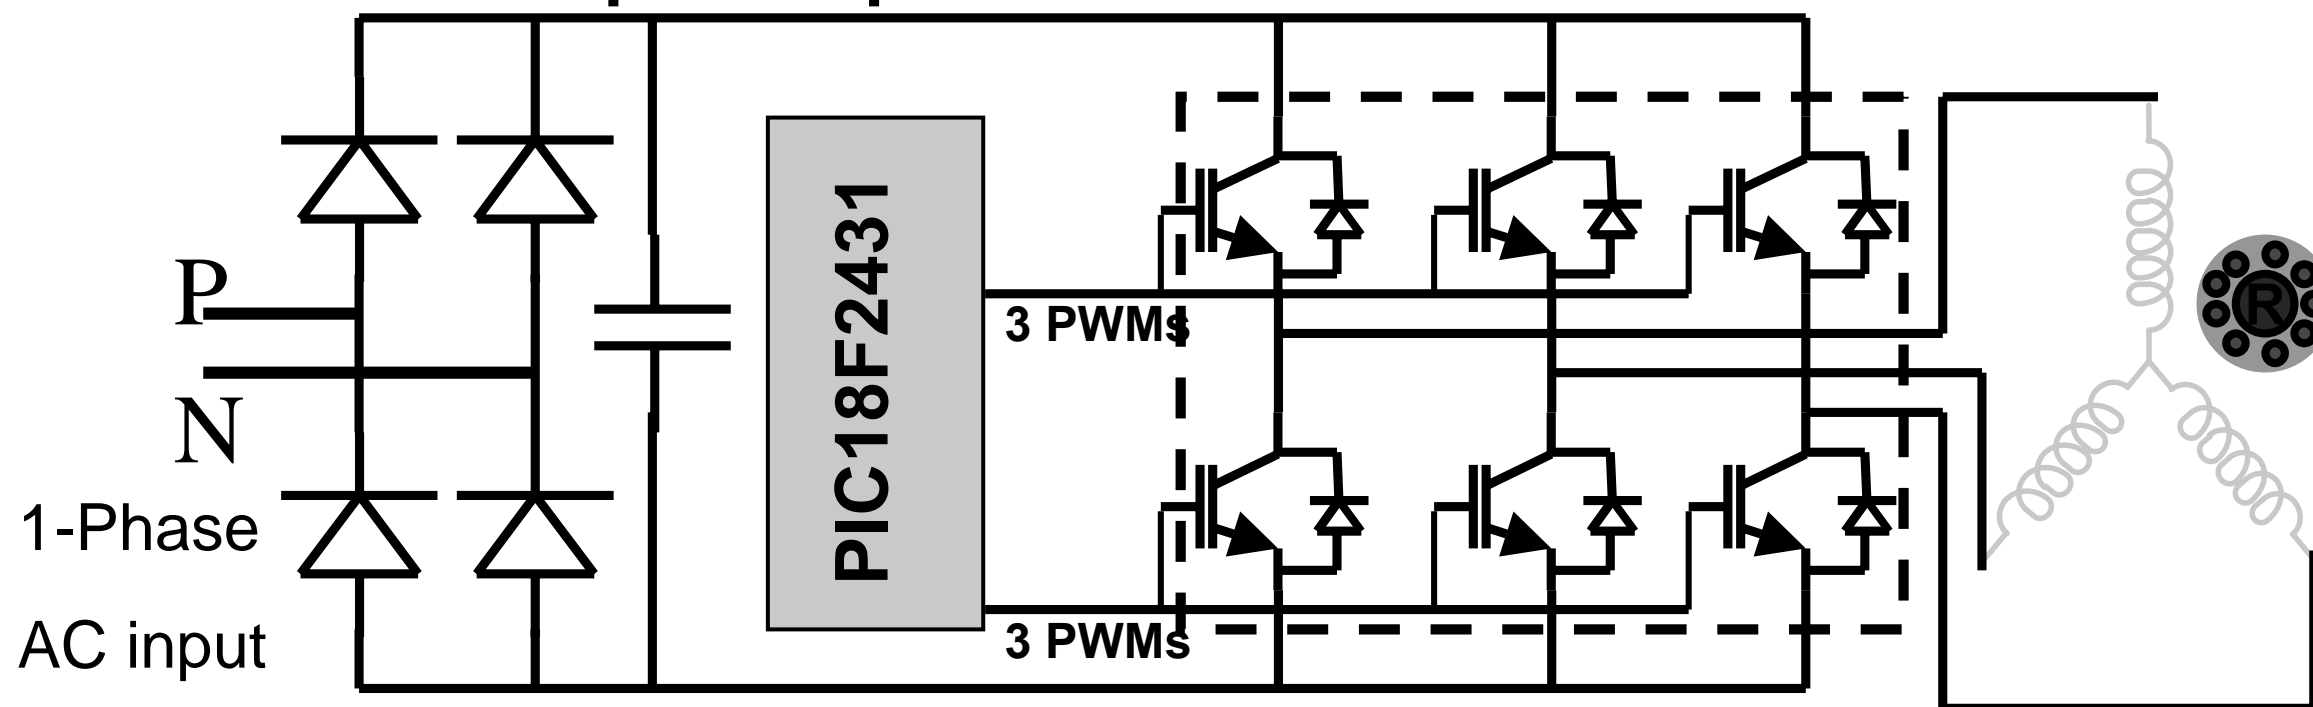 P
N
1-Phase
AC input
PIC18F2431
3 PWMs
3 PWMs
R